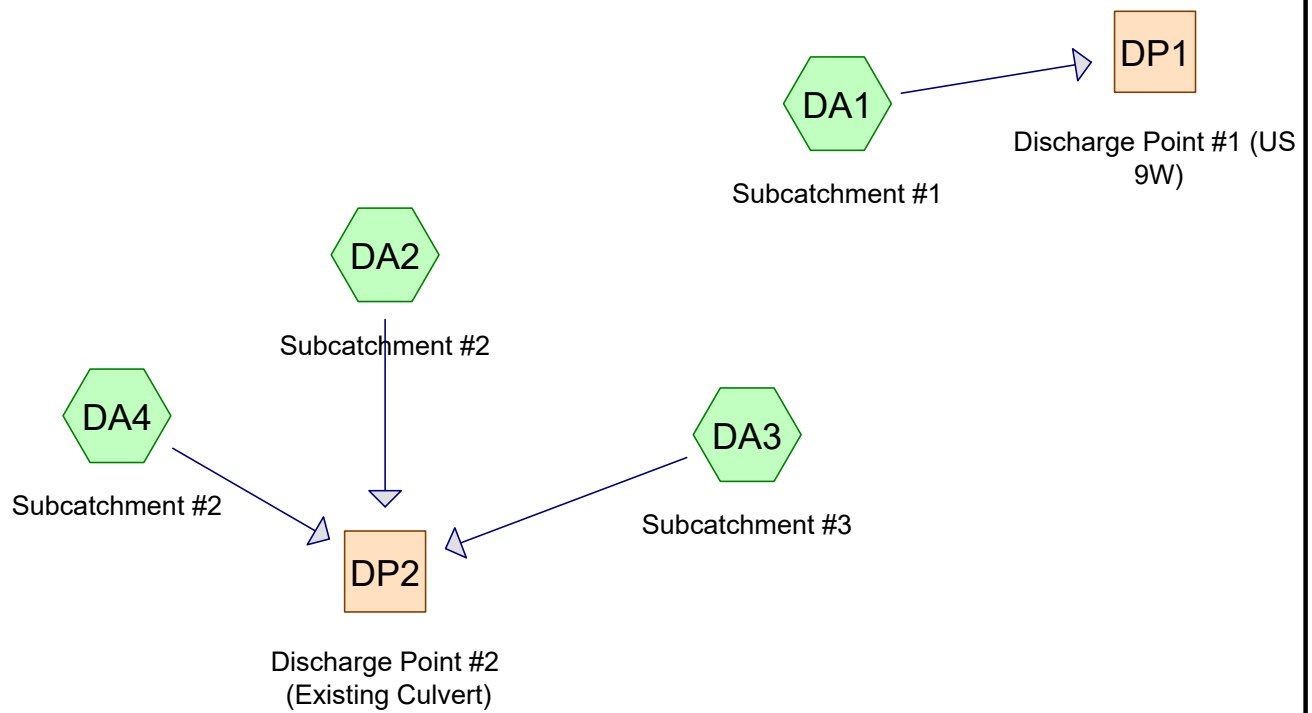 DP1
DA1
Discharge Point #1 (US
9W)
Subcatchment #1
DA2
Subcatchment #2
DA4
Subcatchment #2
DA3
Subcatchment #3
DP2
Discharge Point #2
(Existing Culvert)